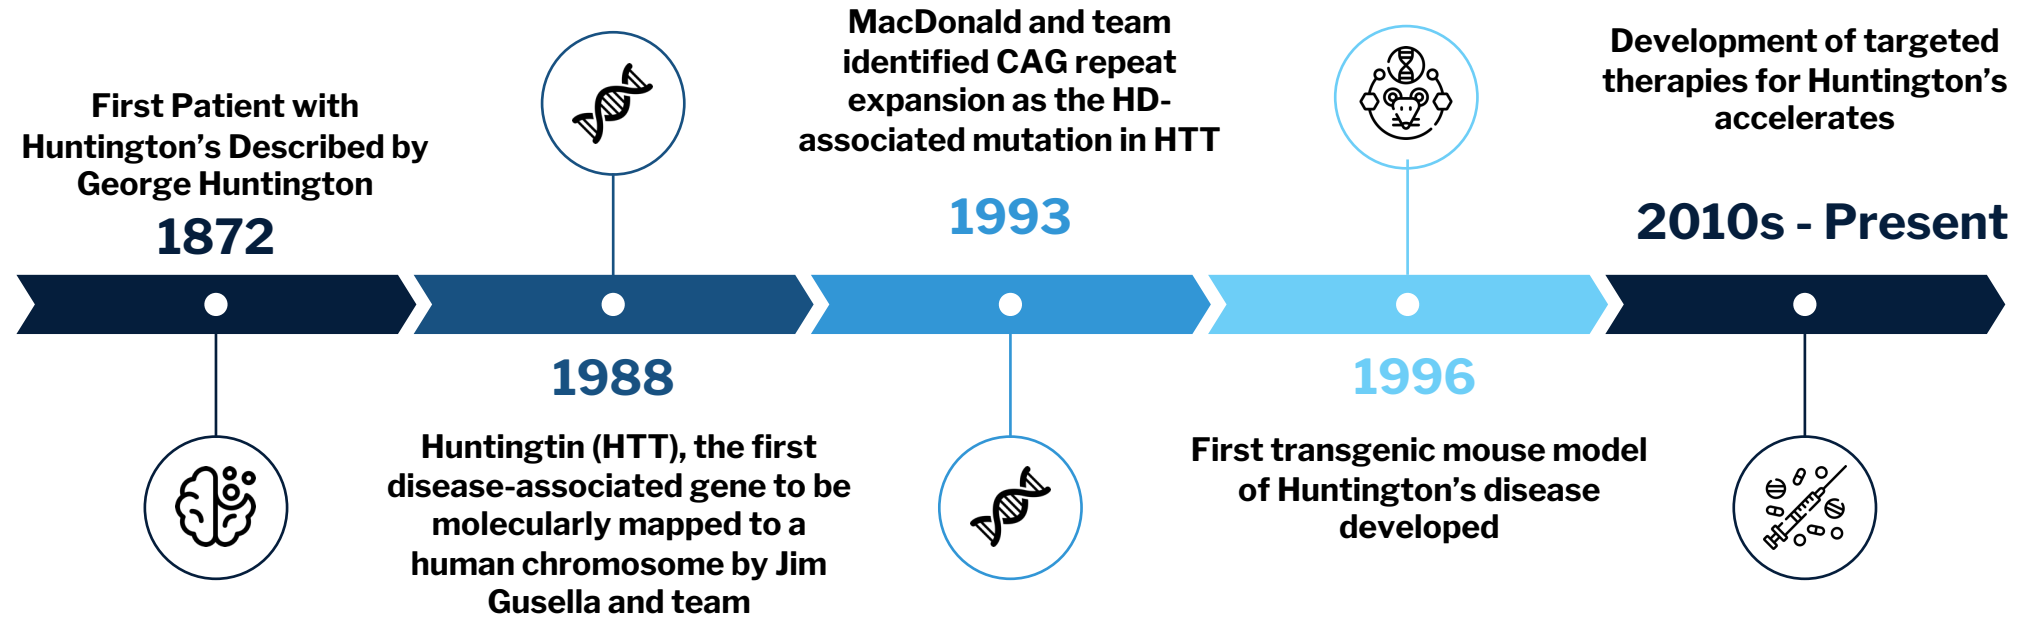 First Patient with
Huntington’s Described by
George Huntington
1872
1988
Huntingtin (HTT), the first
disease-associated gene to be
molecularly mapped to a
human chromosome by Jim
Gusella and team
MacDonald and team
identified CAG repeat
expansion as the HD-
associated mutation in HTT
1993
1996
First transgenic mouse model
of Huntington’s disease
developed
Development of targeted
therapies for Huntington’s
accelerates
2010s - Present